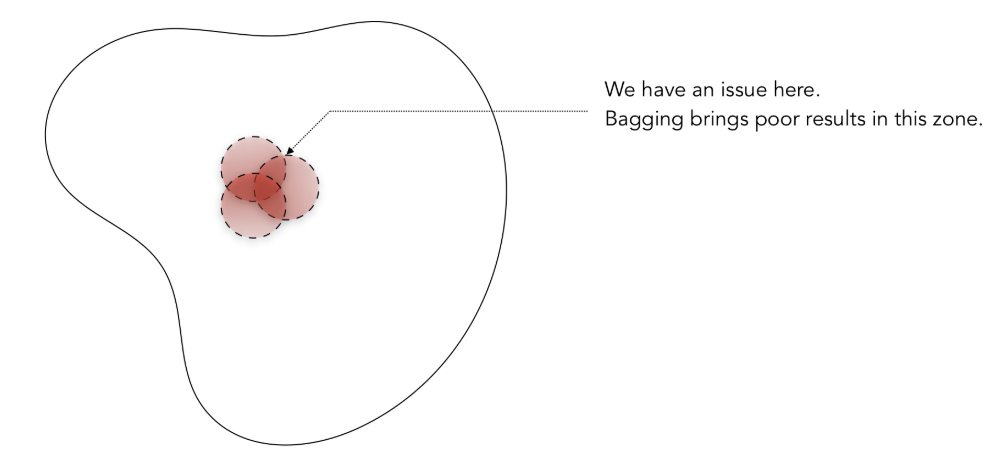 We have an issue here.
Bagging brings poor results in this zone.